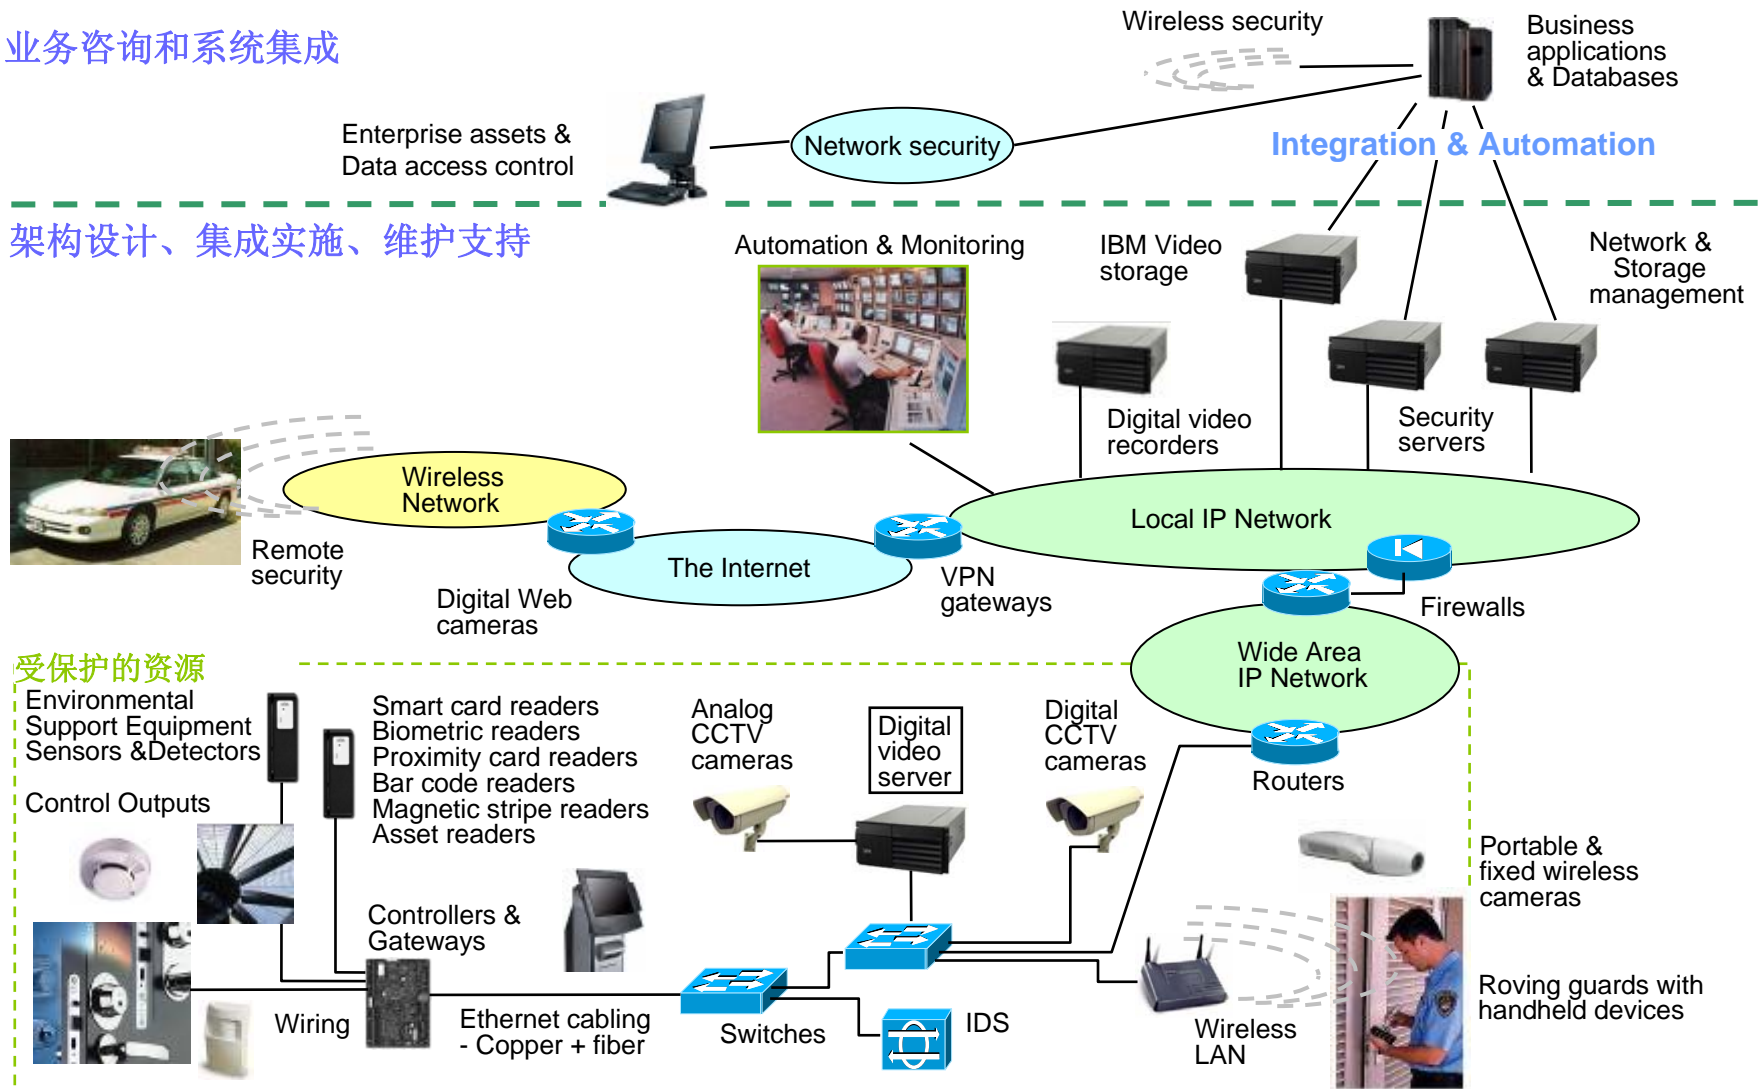 业务咨询和系统集成
Wireless security
Business
applications
& Databases
Enterprise assets &
Data access control
Network security
Integration & Automation
架构设计、集成实施、维护支持
Automation & Monitoring
IBM Video
storage
Network &
Storage
management
Digital video
recorders
Security
servers
Wireless
Network
Local IP Network
Remote
security
The Internet
VPN
gateways
Digital Web
cameras
Firewalls
Wide Area
IP Network
受保护的资源
Environmental
Support Equipment
Sensors &Detectors
Smart card readers
Biometric readers
Proximity card readers
Bar code readers
Magnetic stripe readers
Asset readers
Analog
CCTV
cameras
Digital
video
server
Digital
CCTV
cameras
Routers
Control Outputs
Portable &
fixed wireless
cameras
Controllers &
Gateways
Roving guards with
handheld devices
Wiring
Ethernet cabling
- Copper + fiber
Switches
IDS
Wireless
LAN